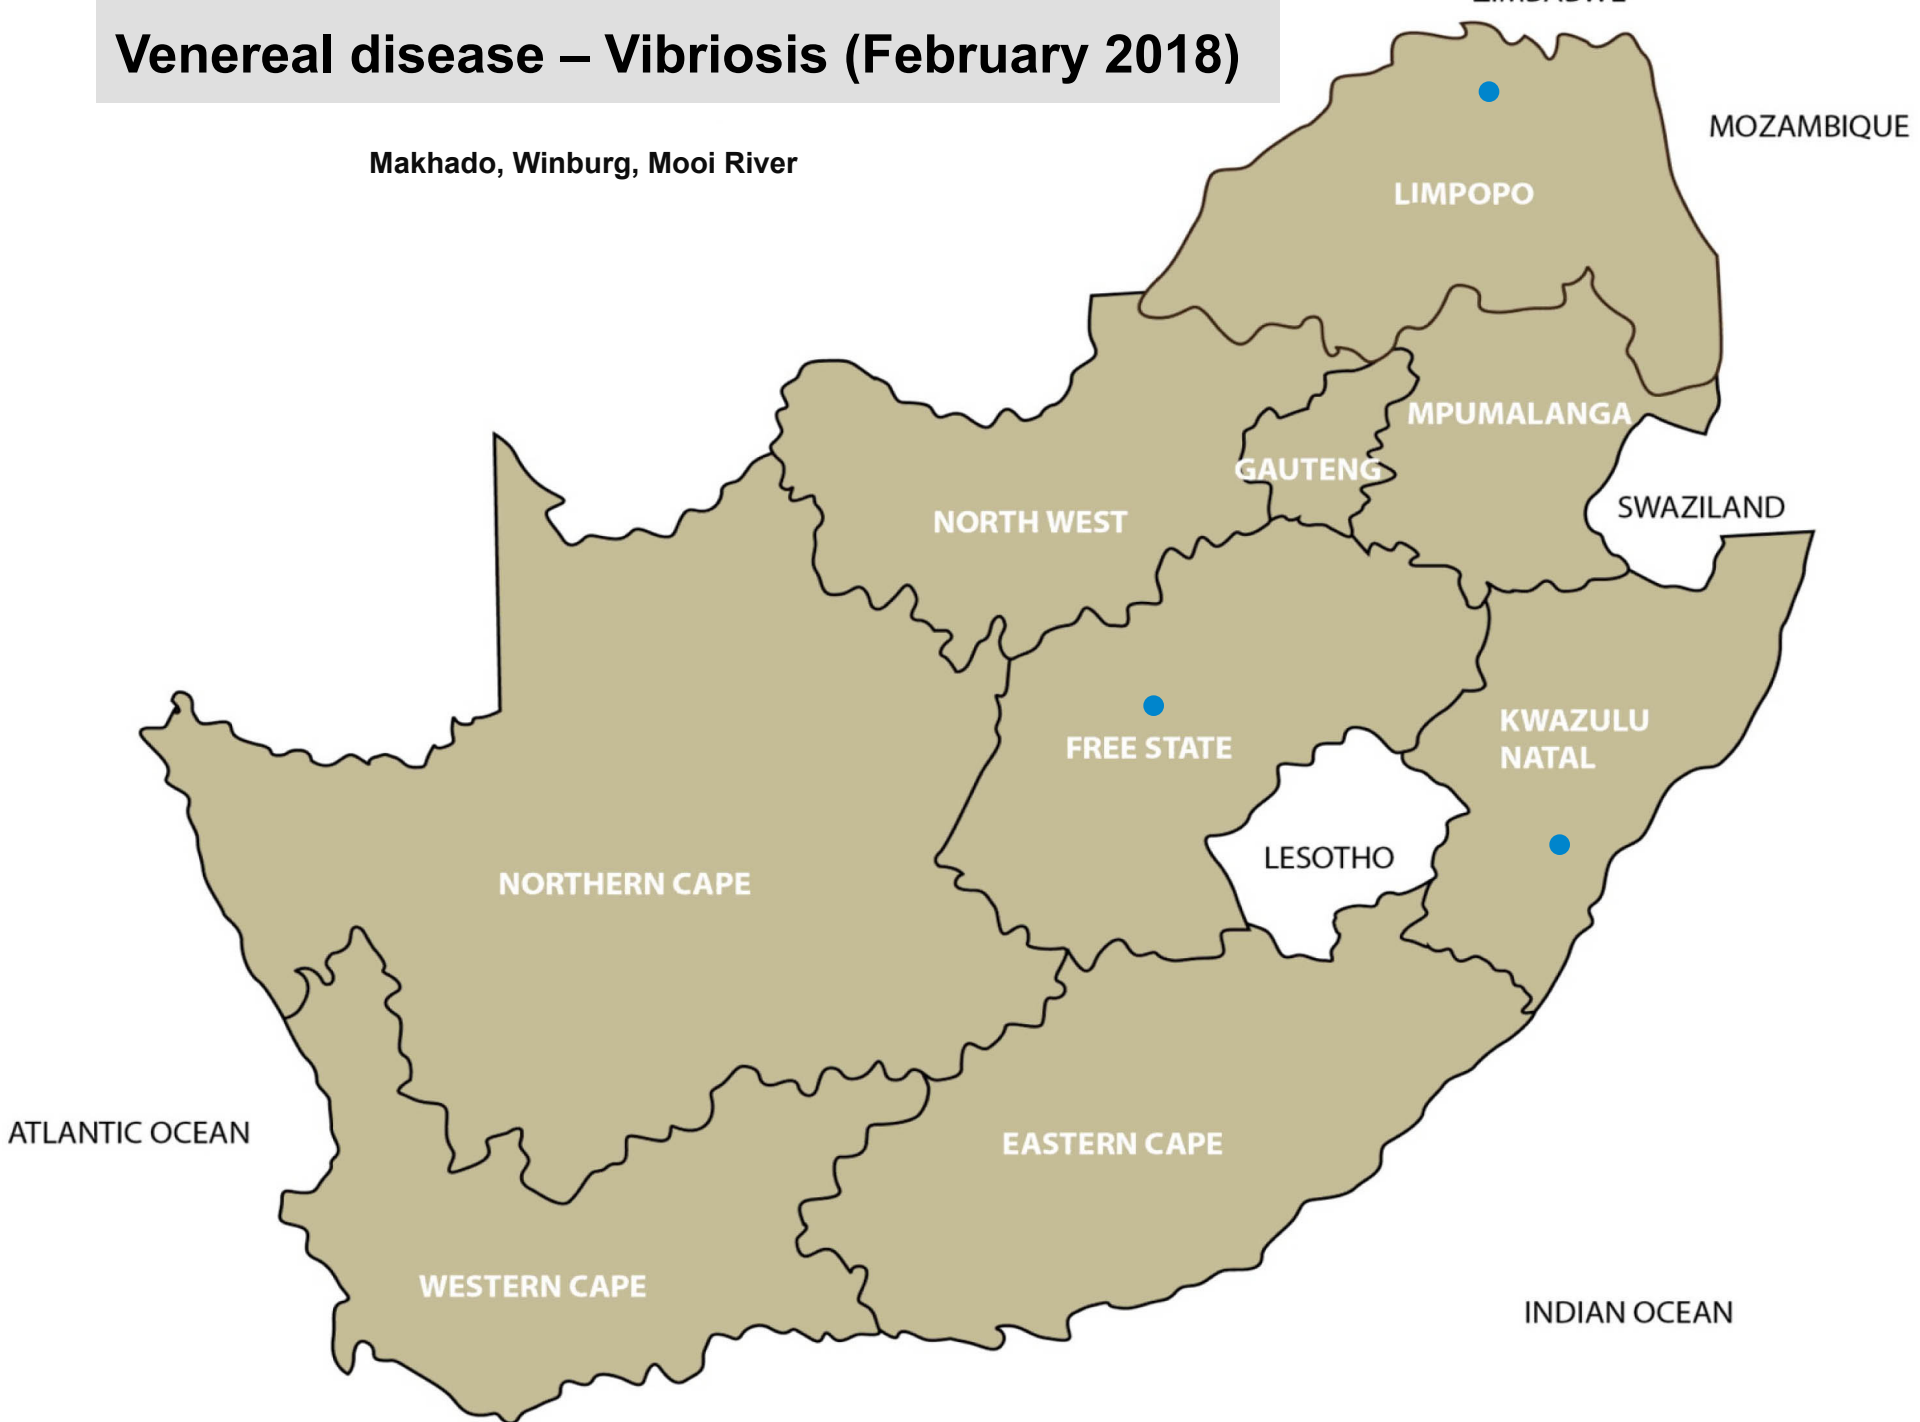 ZIMBABWE
Venereal disease – Vibriosis (February 2018)
MOZAMBIQUE
Makhado, Winburg, Mooi River
LIMPOPO
MPUMALANGA
GAUTENG
SWAZILAND
NORTH WEST
KWAZULU
NATAL
FREE STATE
LESOTHO
NORTHERN CAPE
ATLANTIC OCEAN
EASTERN CAPE
WESTERN CAPE
INDIAN OCEAN